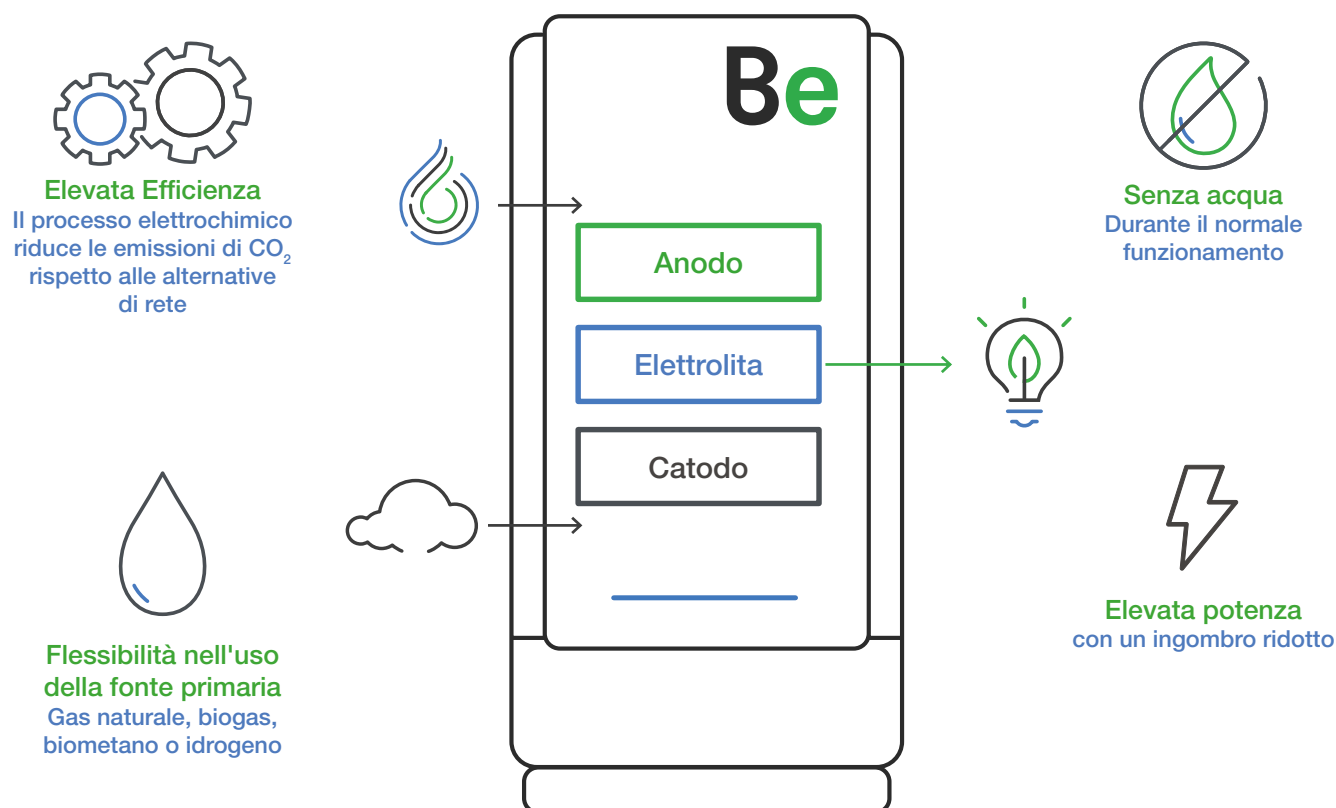 Be
Elevata Efficienza
Il processo elettrochimico
riduce le emissioni di CO₂
rispetto alle alternative
di rete
Senza acqua
Durante il normale
funzionamento
Anodo
Elettrolita
Catodo
Flessibilità nell'uso
della fonte primaria
Gas naturale, biogas,
biometano o idrogeno
Elevata potenza
con un ingombro ridotto